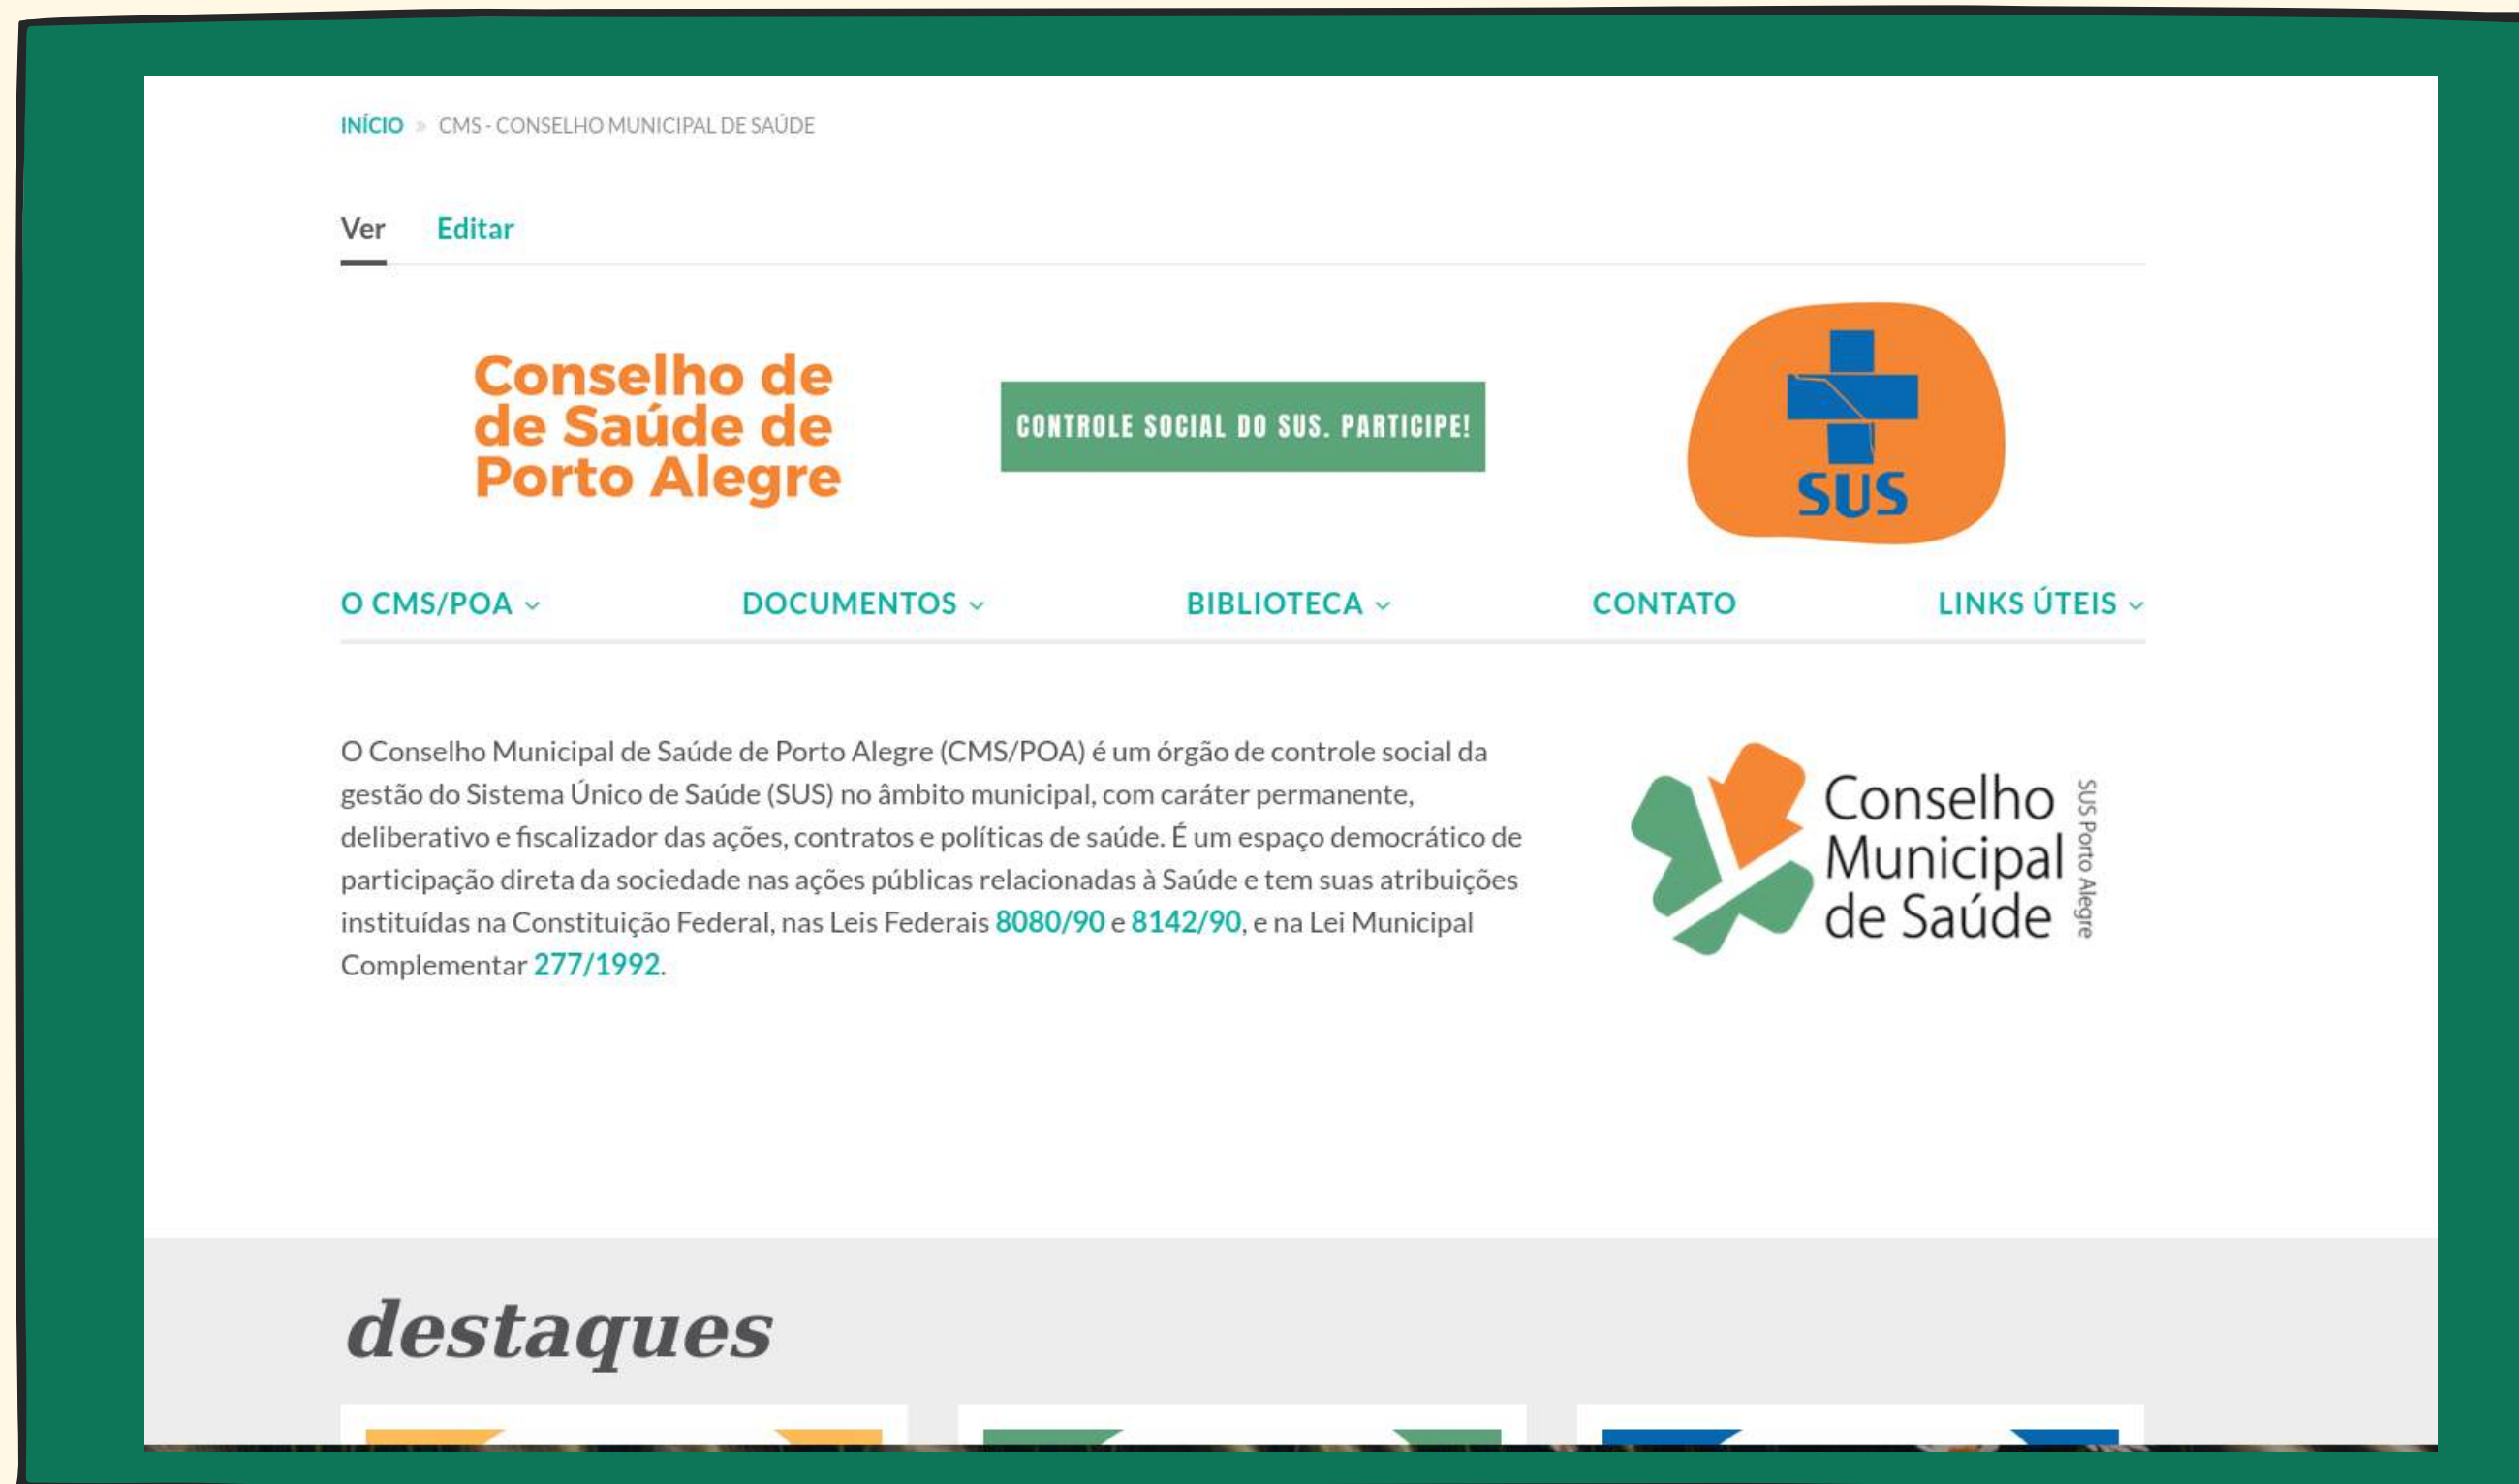 INÍCIO » CMS - CONSELHO MUNICIPAL DE SAÚDE
Ver Editar
Conselho de
de Saúde de
Porto Alegre
CONTROLE SOCIAL DO SUS. PARTICIPE!
SUS
O CMS/POA DOCUMENTOS BIBLIOTECA CONTATO LINKS ÚTEIS
O Conselho Municipal de Saúde de Porto Alegre (CMS/POA) é um órgão de controle social da
gestão do Sistema Único de Saúde (SUS) no âmbito municipal, com caráter permanente,
deliberativo e fiscalizador das ações, contratos e políticas de saúde. É um espaço democrático de
participação direta da sociedade nas ações públicas relacionadas à Saúde e tem suas atribuições
instituídas na Constituição Federal, nas Leis Federais 8080/90 e 8142/90, e na Lei Municipal
Complementar 277/1992.
Conselho
Municipal
de Saúde
SUS Porto Alegre
destaques